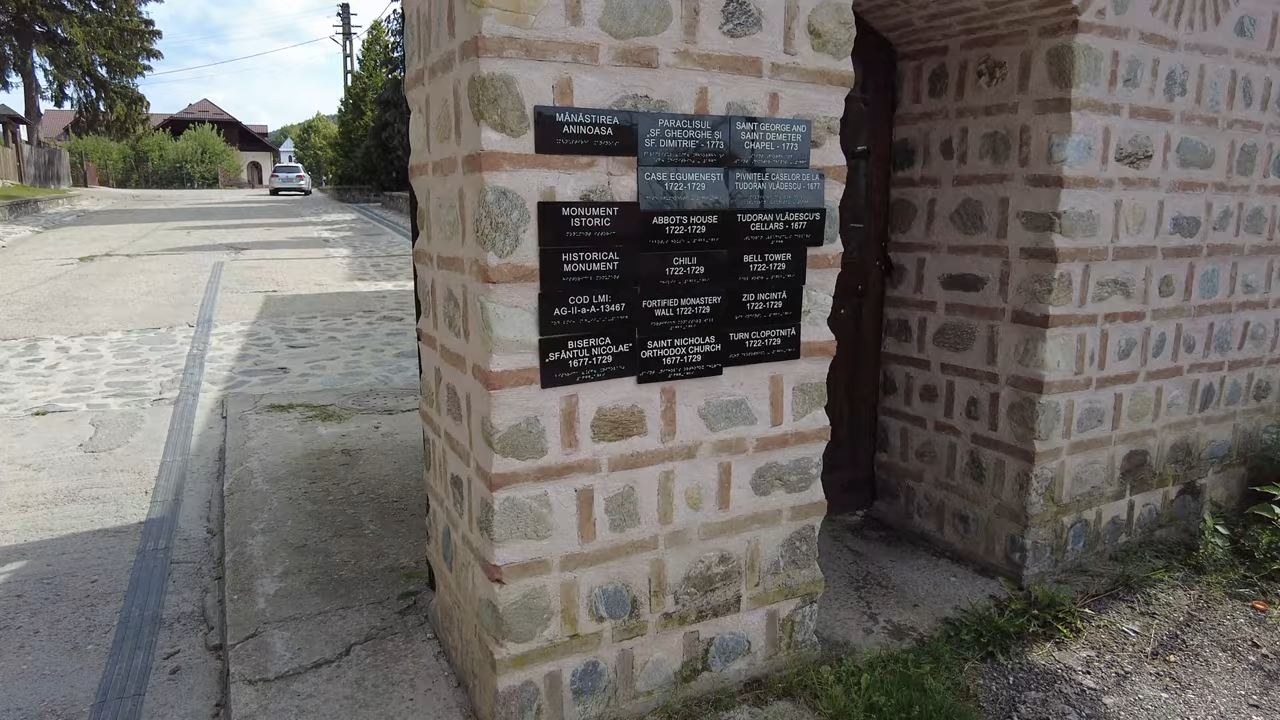 MĂNĂSTIREA
ANINOASA
PARACLISUL
„SF. GHEORGHE ȘI
SF. DIMITRIE” - 1773
SAINT GEORGE AND
SAINT DEMETER
CHAPEL - 1773
CASE EGUMENEȘTI
1722-1729
PIVNIȚELE CASELOR DE LA
TUDORAN VLĂDESCU - 1677
MONUMENT
ISTORIC
ABBOT'S HOUSE
1722-1729
TUDORAN VLĂDESCU'S
CELLARS - 1677
HISTORICAL
MONUMENT
CHILII
1722-1729
BELL TOWER
1722-1729
COD LMI:
AG-II-a-A-13467
FORTIFIED MONASTERY
WALL 1722-1729
ZID INCINTĂ
1722-1729
BISERICA
„SFÂNTUL NICOLAE”
1677-1729
SAINT NICHOLAS
ORTHODOX CHURCH
1677-1729
TURN CLOPOTNIȚĂ
1722-1729